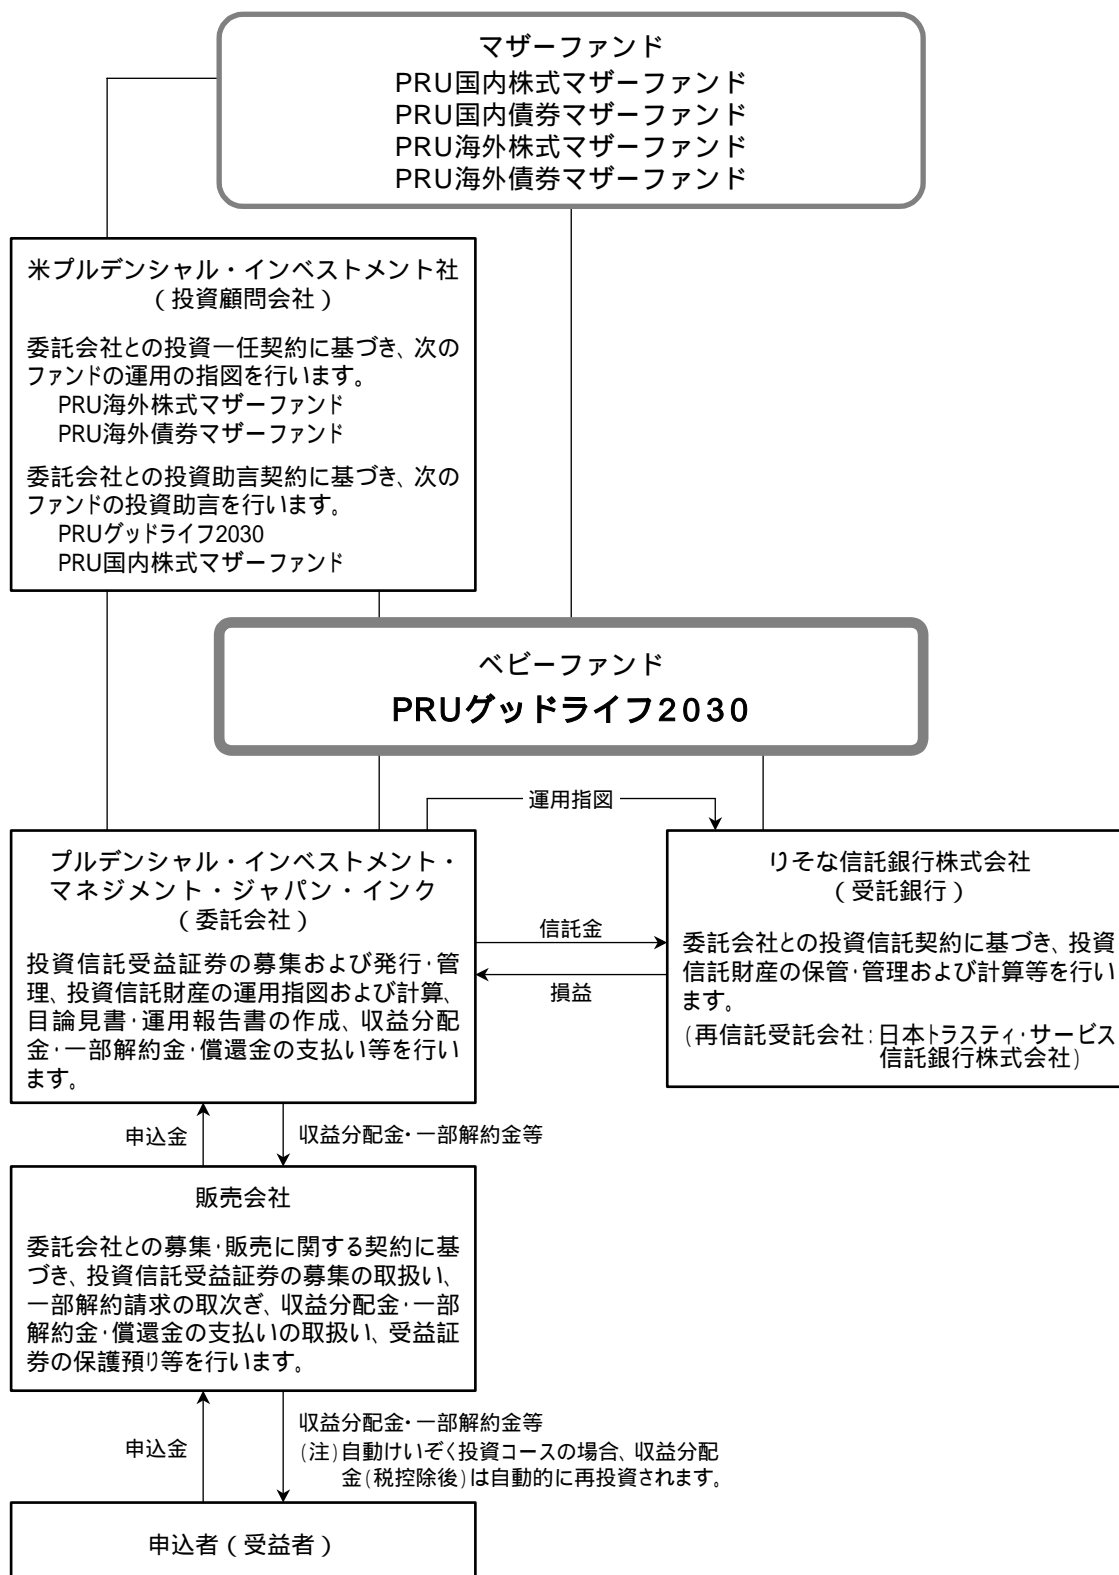 マザーファンド
PRU国内株式マザーファンド
PRU国内債券マザーファンド
PRU海外株式マザーファンド
PRU海外債券マザーファンド
米プルデンシャル・インベストメント社
(投資顧問会社)
委託会社との投資一任契約に基づき、次の
ファンドの運用の指図を行います。
PRU海外株式マザーファンド
PRU海外債券マザーファンド
委託会社との投資助言契約に基づき、次の
ファンドの投資助言を行います。
PRUグッドライフ2030
PRU国内株式マザーファンド
ベビーファンド
PRUグッドライフ2030
運用指図
プルデンシャル・インベストメント・
マネジメント・ジャパン・インク
(委託会社)
投資信託受益証券の募集および発行・管
理、投資信託財産の運用指図および計算、
目論見書・運用報告書の作成、収益分配
金・一部解約金・償還金の支払い等を行い
ます。
信託金
損益
りそな信託銀行株式会社
(受託銀行)
委託会社との投資信託契約に基づき、投資
信託財産の保管・管理および計算等を行い
ます。
(再信託受託会社:日本トラスティ・サービス
信託銀行株式会社)
申込金
収益分配金・一部解約金等
販売会社
委託会社との募集・販売に関する契約に基
づき、投資信託受益証券の募集の取扱い、
一部解約請求の取次ぎ、収益分配金・一部
解約金・償還金の支払いの取扱い、受益証
券の保護預り等を行います。
申込金
収益分配金・一部解約金等
(注)自動けいぞく投資コースの場合、収益分配
金(税控除後)は自動的に再投資されます。
申込者(受益者)